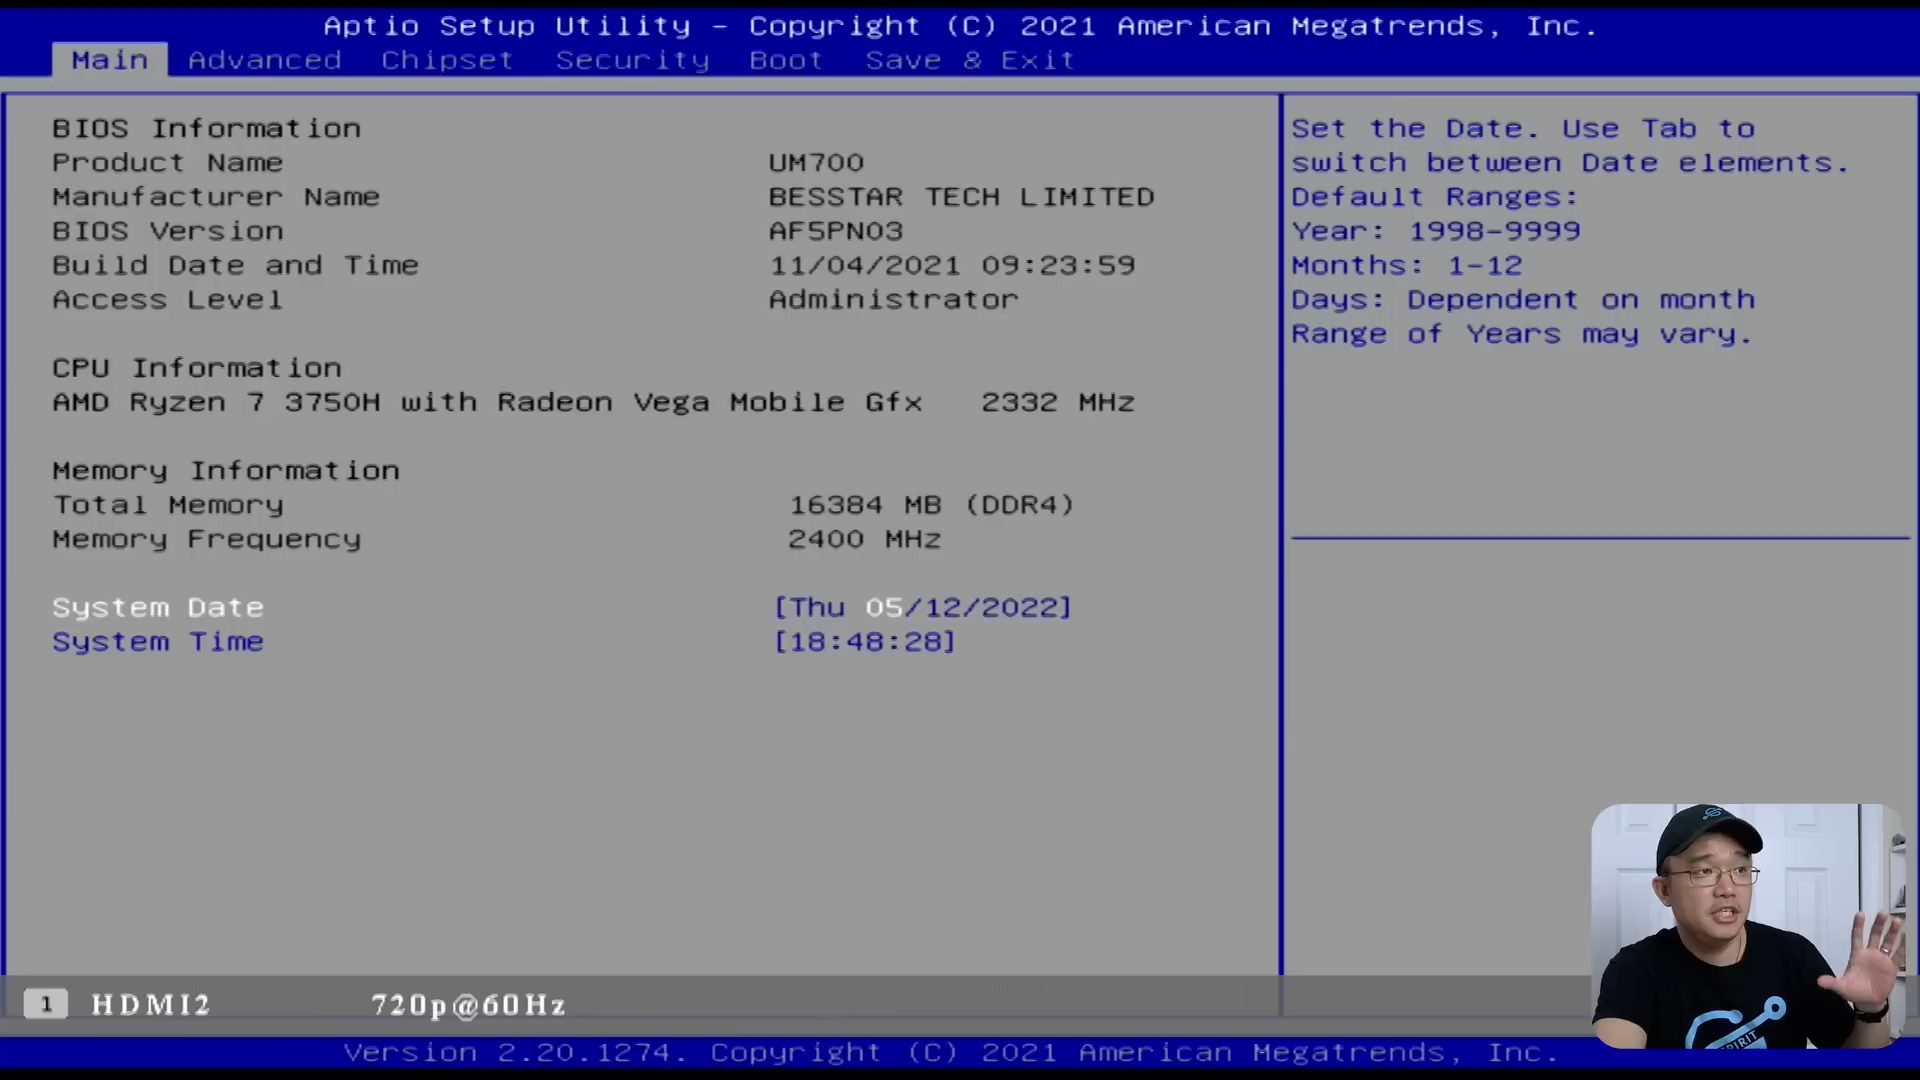 Aptio Setup Utility – Copyright (C) 2021 American Megatrends, Inc.
Main Advanced Chipset Security Boot Save & Exit
BIOS Information
Product Name UM700
Manufacturer Name BESSTAR TECH LIMITED
BIOS Version AF5PN03
Build Date and Time 11/04/2021 09:23:59
Access Level Administrator
CPU Information
AMD Ryzen 7 3750H with Radeon Vega Mobile Gfx 2332 MHz
Memory Information
Total Memory 16384 MB (DDR4)
Memory Frequency 2400 MHz
System Date [Thu 05/12/2022]
System Time [18:48:28]
Set the Date. Use Tab to
switch between Date elements.
Default Ranges:
Year: 1998-9999
Months: 1-12
Days: Dependent on month
Range of Years may vary.
1 HDMI2 720p@60Hz
Version 2.20.1274. Copyright (C) 2021 American Megatrends, Inc.